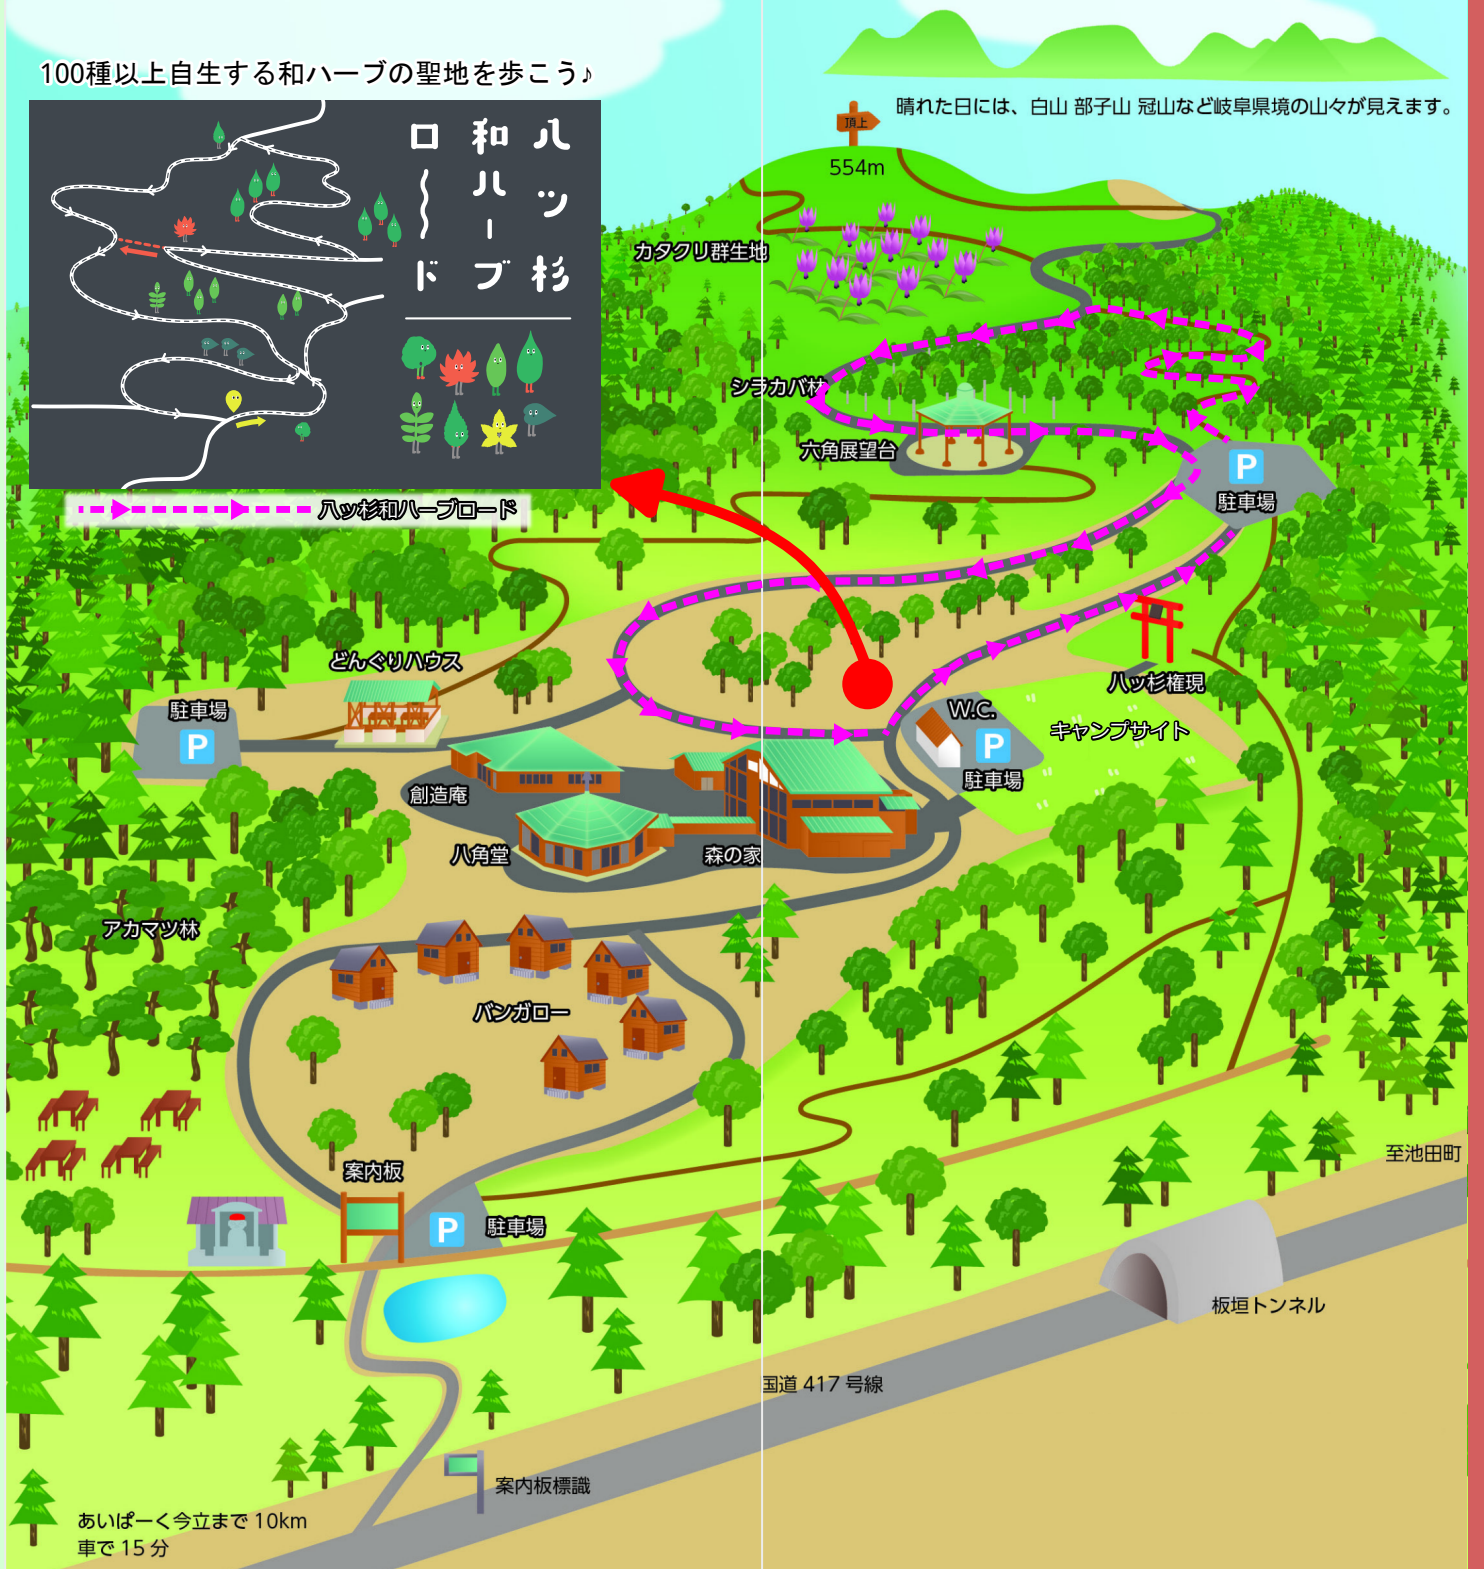 100種以上自生する和ハーブの聖地を歩こう♪
八ッ杉
和ハーブ
ロード
八ッ杉和ハーブロード
頂上
554m
晴れた日には、白山 部子山 冠山など岐阜県境の山々が見えます。
カタクリ群生地
シラカバ林
六角展望台
P
駐車場
どんぐりハウス
八ッ杉権現
駐車場
P
W.C.
P
駐車場
キャンプサイト
創造庵
八角堂
森の家
アカマツ林
バンガロー
案内板
P
駐車場
至池田町
板垣トンネル
国道 417 号線
案内板標識
あいぱーく今立まで 10km
車で 15 分